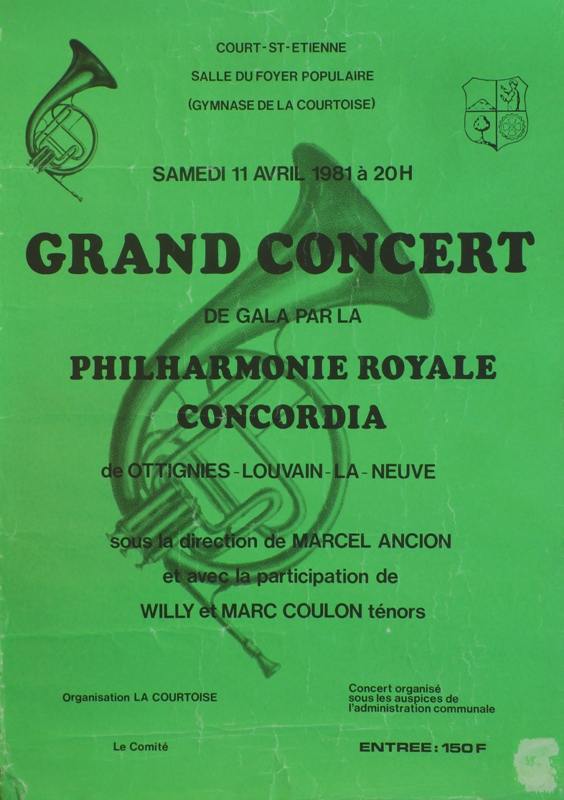 COURT-ST-ETIENNE
SALLE DU FOYER POPULAIRE
(GYMNASE DE LA COURTOISE)
SAMEDI 11 AVRIL 1981 à 20H
GRAND CONCERT
DE GALA PAR LA
PHILHARMONIE ROYALE
CONCORDIA
de OTTIGNIES-LOUVAIN-LA-NEUVE
sous la direction de MARCEL ANCION
et avec la participation de
WILLY et MARC COULON ténors
Organisation LA COURTOISE
Le Comité
Concert organisé
sous les auspices de
l'administration communale
ENTREE: 150 F